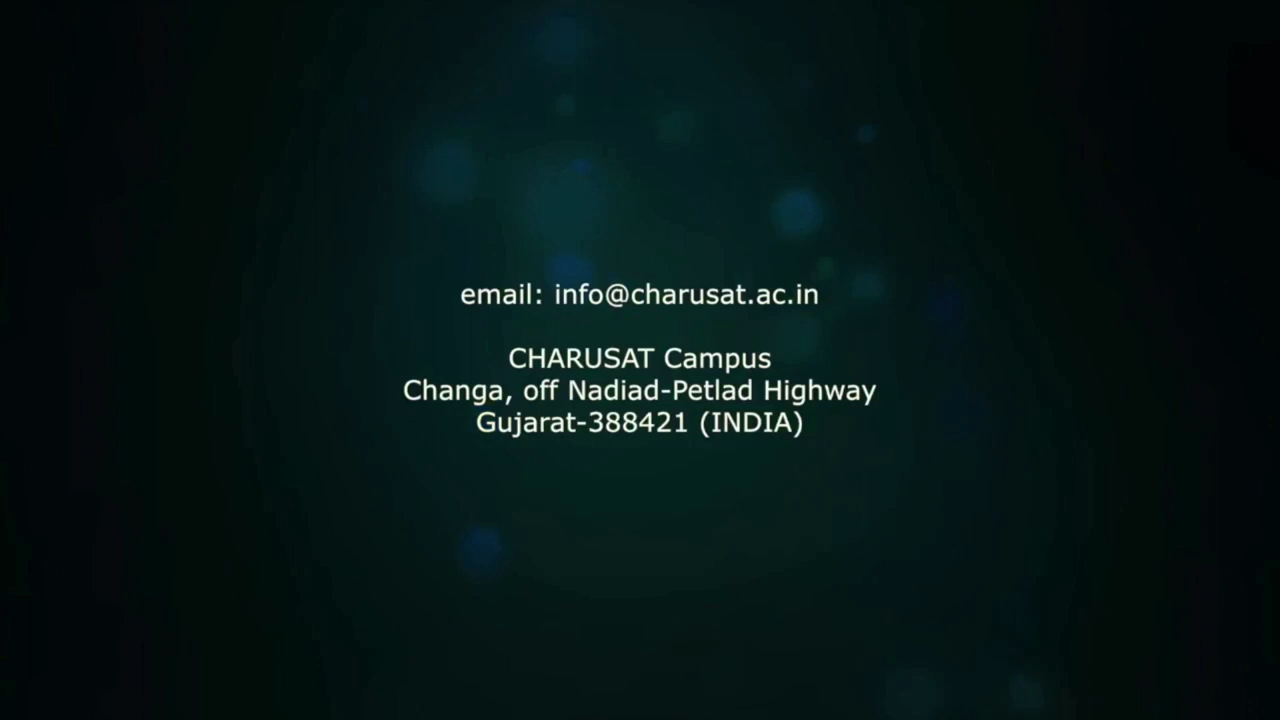 email: info@charusat.ac.in
CHARUSAT Campus
Changa, off Nadiad-Petlad Highway
Gujarat-388421 (INDIA)